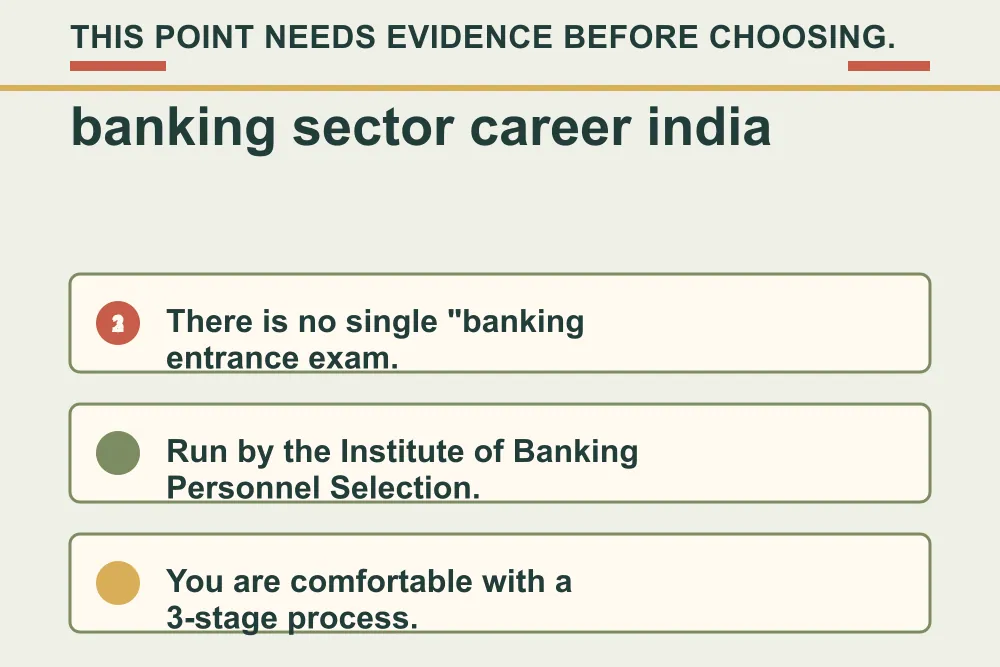 THIS POINT NEEDS EVIDENCE BEFORE CHOOSING.
banking sector career india
There is no single "banking
entrance exam.
Run by the Institute of Banking
Personnel Selection.
You are comfortable with a
3-stage process.